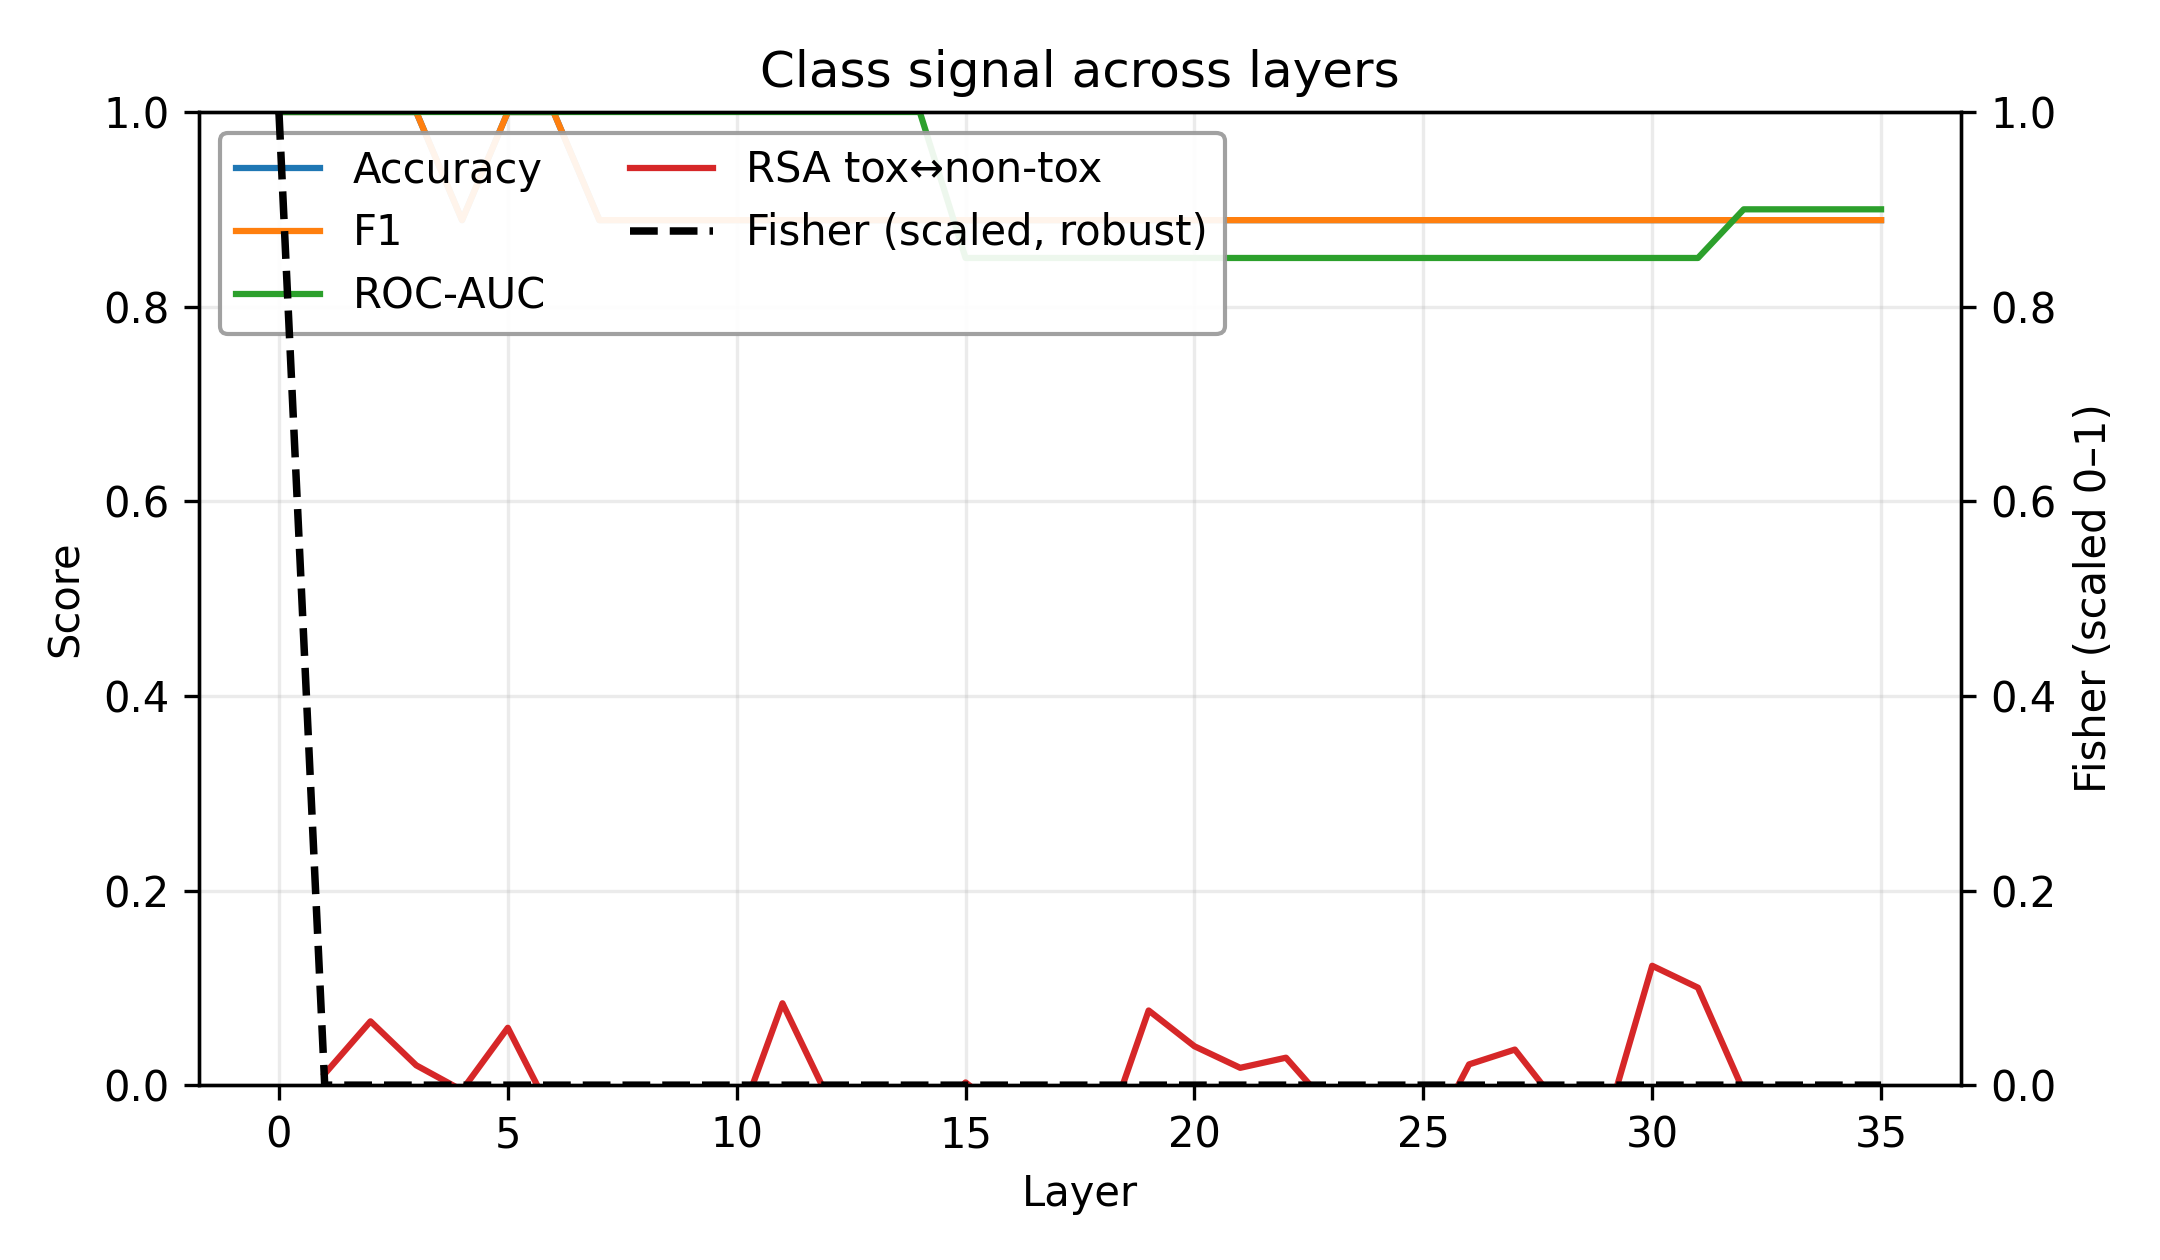 Class signal across layers
1.0
0.8
0.6
0.4
0.2
0.0
Score
Accuracy
F1
ROC-AUC
RSA tox↔non-tox
Fisher (scaled, robust)
1.0
0.8
0.6
0.4
0.2
0.0
Fisher (scaled 0–1)
0 5 10 15 20 25 30 35
Layer